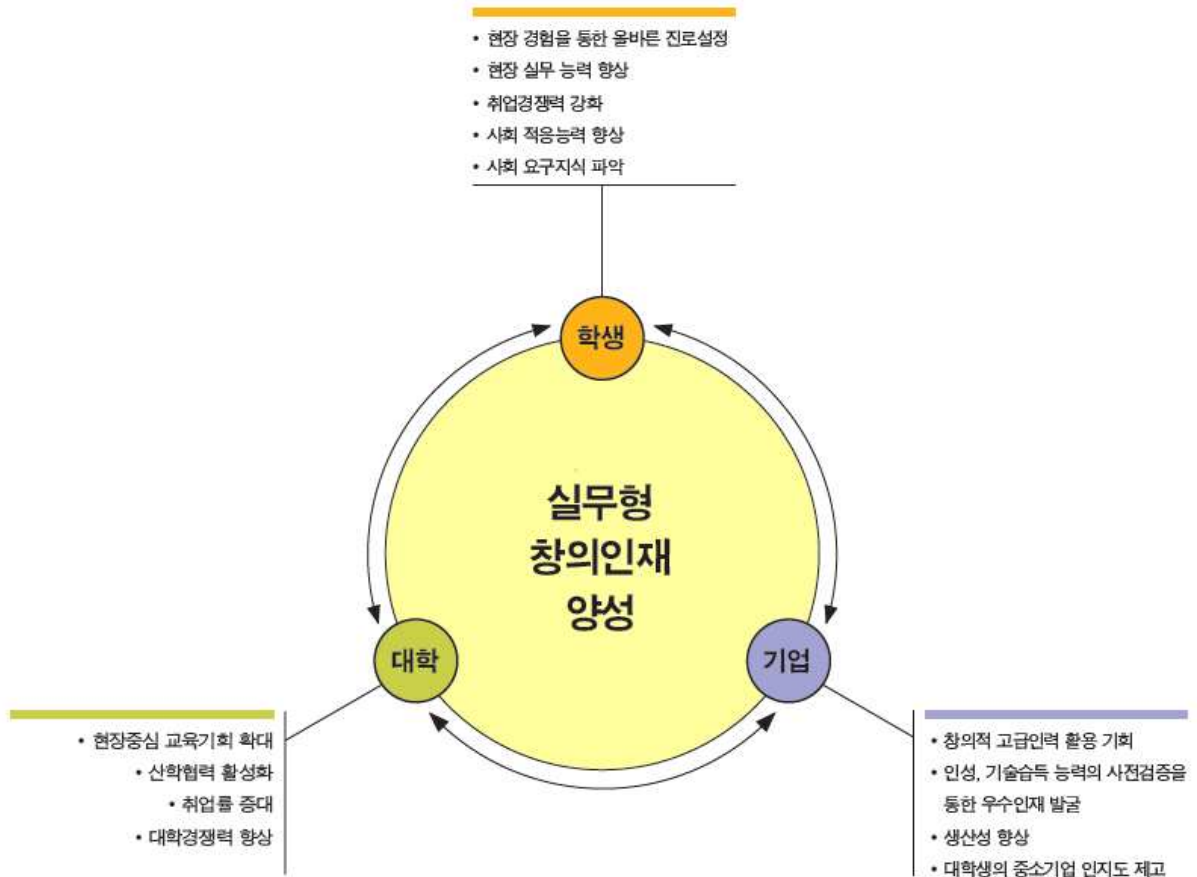 • 현장 경험을 통한 올바른 진로설정
• 현장 실무 능력 향상
• 취업경쟁력 강화
• 사회 적응능력 향상
• 사회 요구지식 파악
학생
실무형
창의인재
양성
대학
기업
• 현장중심 교육기회 확대
• 산학협력 활성화
• 취업률 증대
• 대학경쟁력 향상
• 창의적 고급인력 활용 기회
• 인성, 기술습득 능력의 사전검증을
통한 우수인재 발굴
• 생산성 향상
• 대학생의 중소기업 인지도 제고